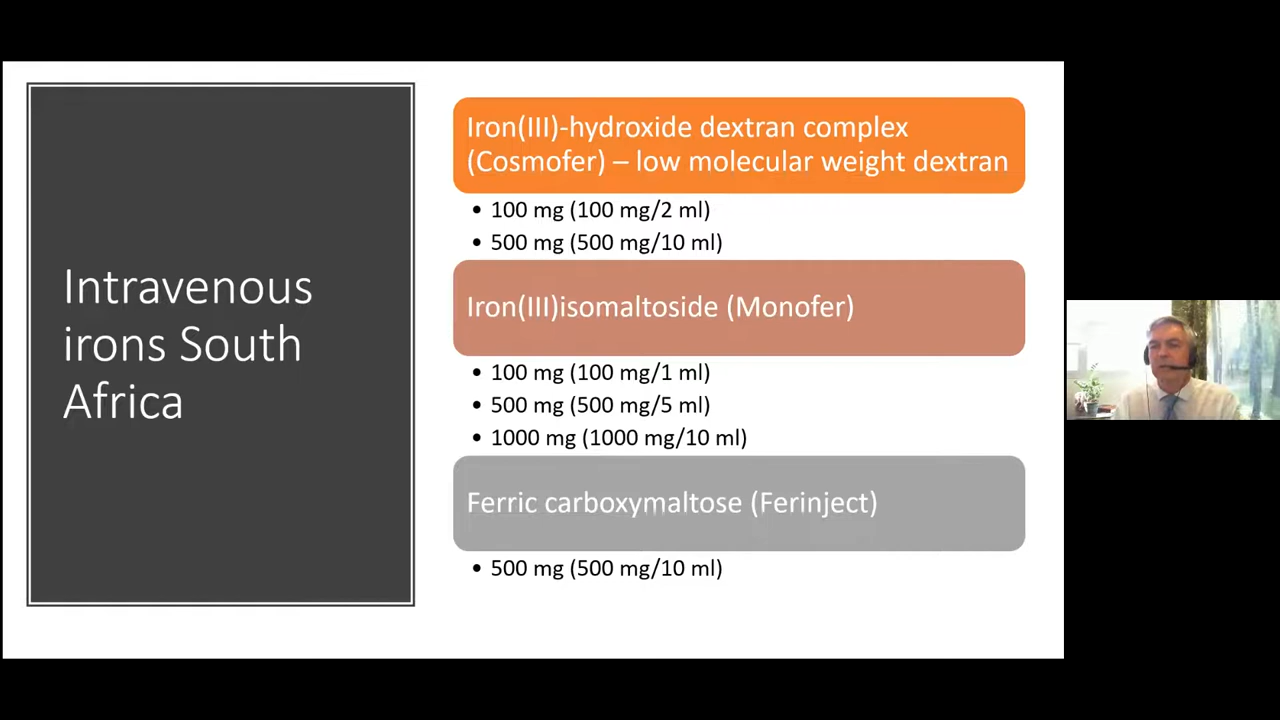 Intravenous
irons South
Africa
Iron(III)-hydroxide dextran complex
(Cosmofer) – low molecular weight dextran
• 100 mg (100 mg/2 ml)
• 500 mg (500 mg/10 ml)
Iron(III)isomaltoside (Monofer)
• 100 mg (100 mg/1 ml)
• 500 mg (500 mg/5 ml)
• 1000 mg (1000 mg/10 ml)
Ferric carboxymaltose (Ferinject)
• 500 mg (500 mg/10 ml)